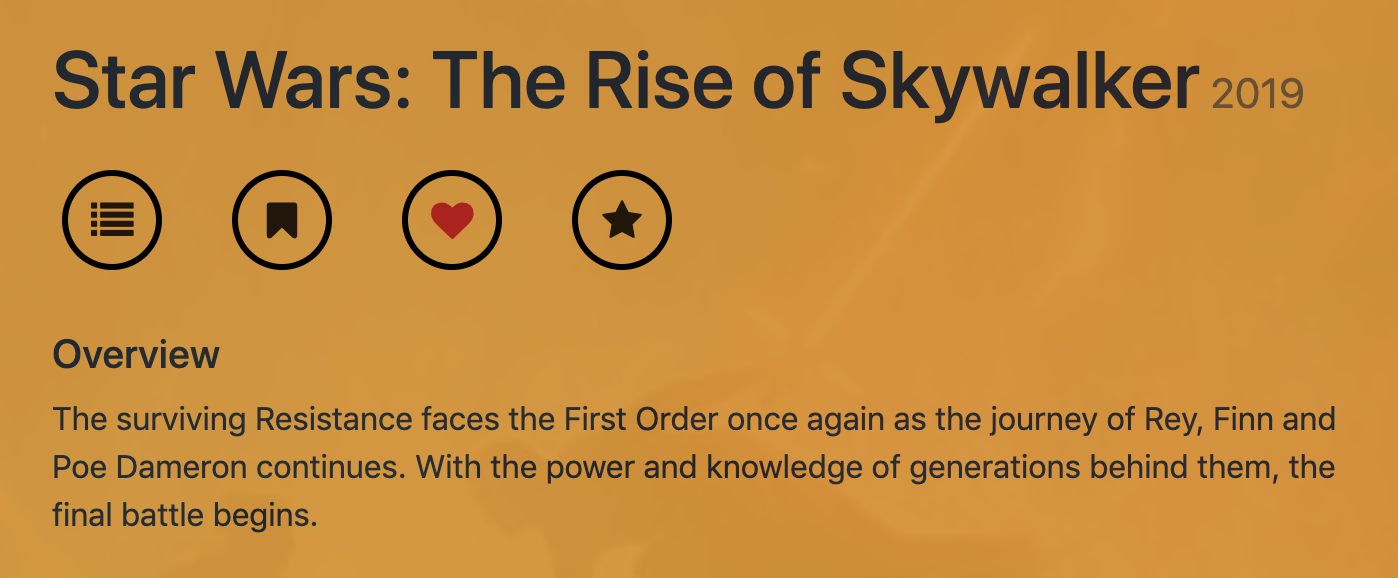 Star Wars: The Rise of Skywalker 2019
Overview
The surviving Resistance faces the First Order once again as the journey of Rey, Finn and
Poe Dameron continues. With the power and knowledge of generations behind them, the
final battle begins.